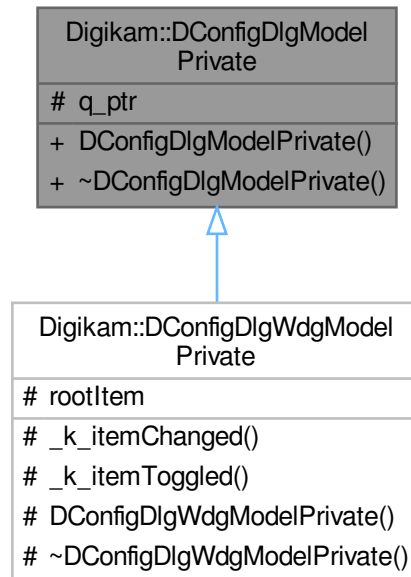 Digikam::DConfigDlgModel
Private
# q_ptr
+ DConfigDlgModelPrivate()
+ ~DConfigDlgModelPrivate()
Digikam::DConfigDlgWdgModel
Private
# rootItem
# _k_itemChanged()
# _k_itemToggled()
# DConfigDlgWdgModelPrivate()
# ~DConfigDlgWdgModelPrivate()